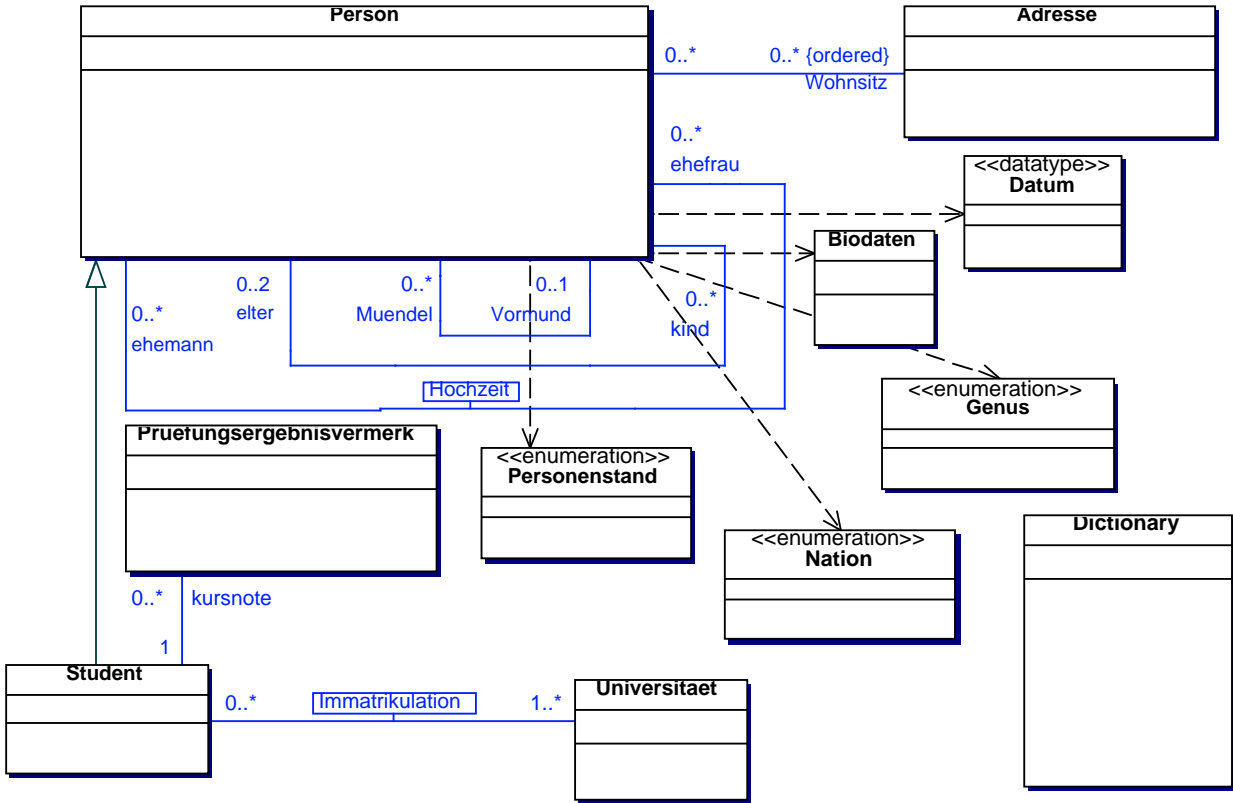 Person
Adresse
0..*
0..* {ordered}
Wohnsitz
0..*
ehefrau
<<datatype>>
Datum
Biodaten
0..2
elter
0..*
Muendel
0..1
Vormund
0..*
kind
0..*
ehemann
<<enumeration>>
Genus
Hochzeit
Pruefungsergebnisvermerk
<<enumeration>>
Personenstand
<<enumeration>>
Nation
Dictionary
0..*
kursnote
1
Student
0..*
Immatrikulation
1..*
Universitaet